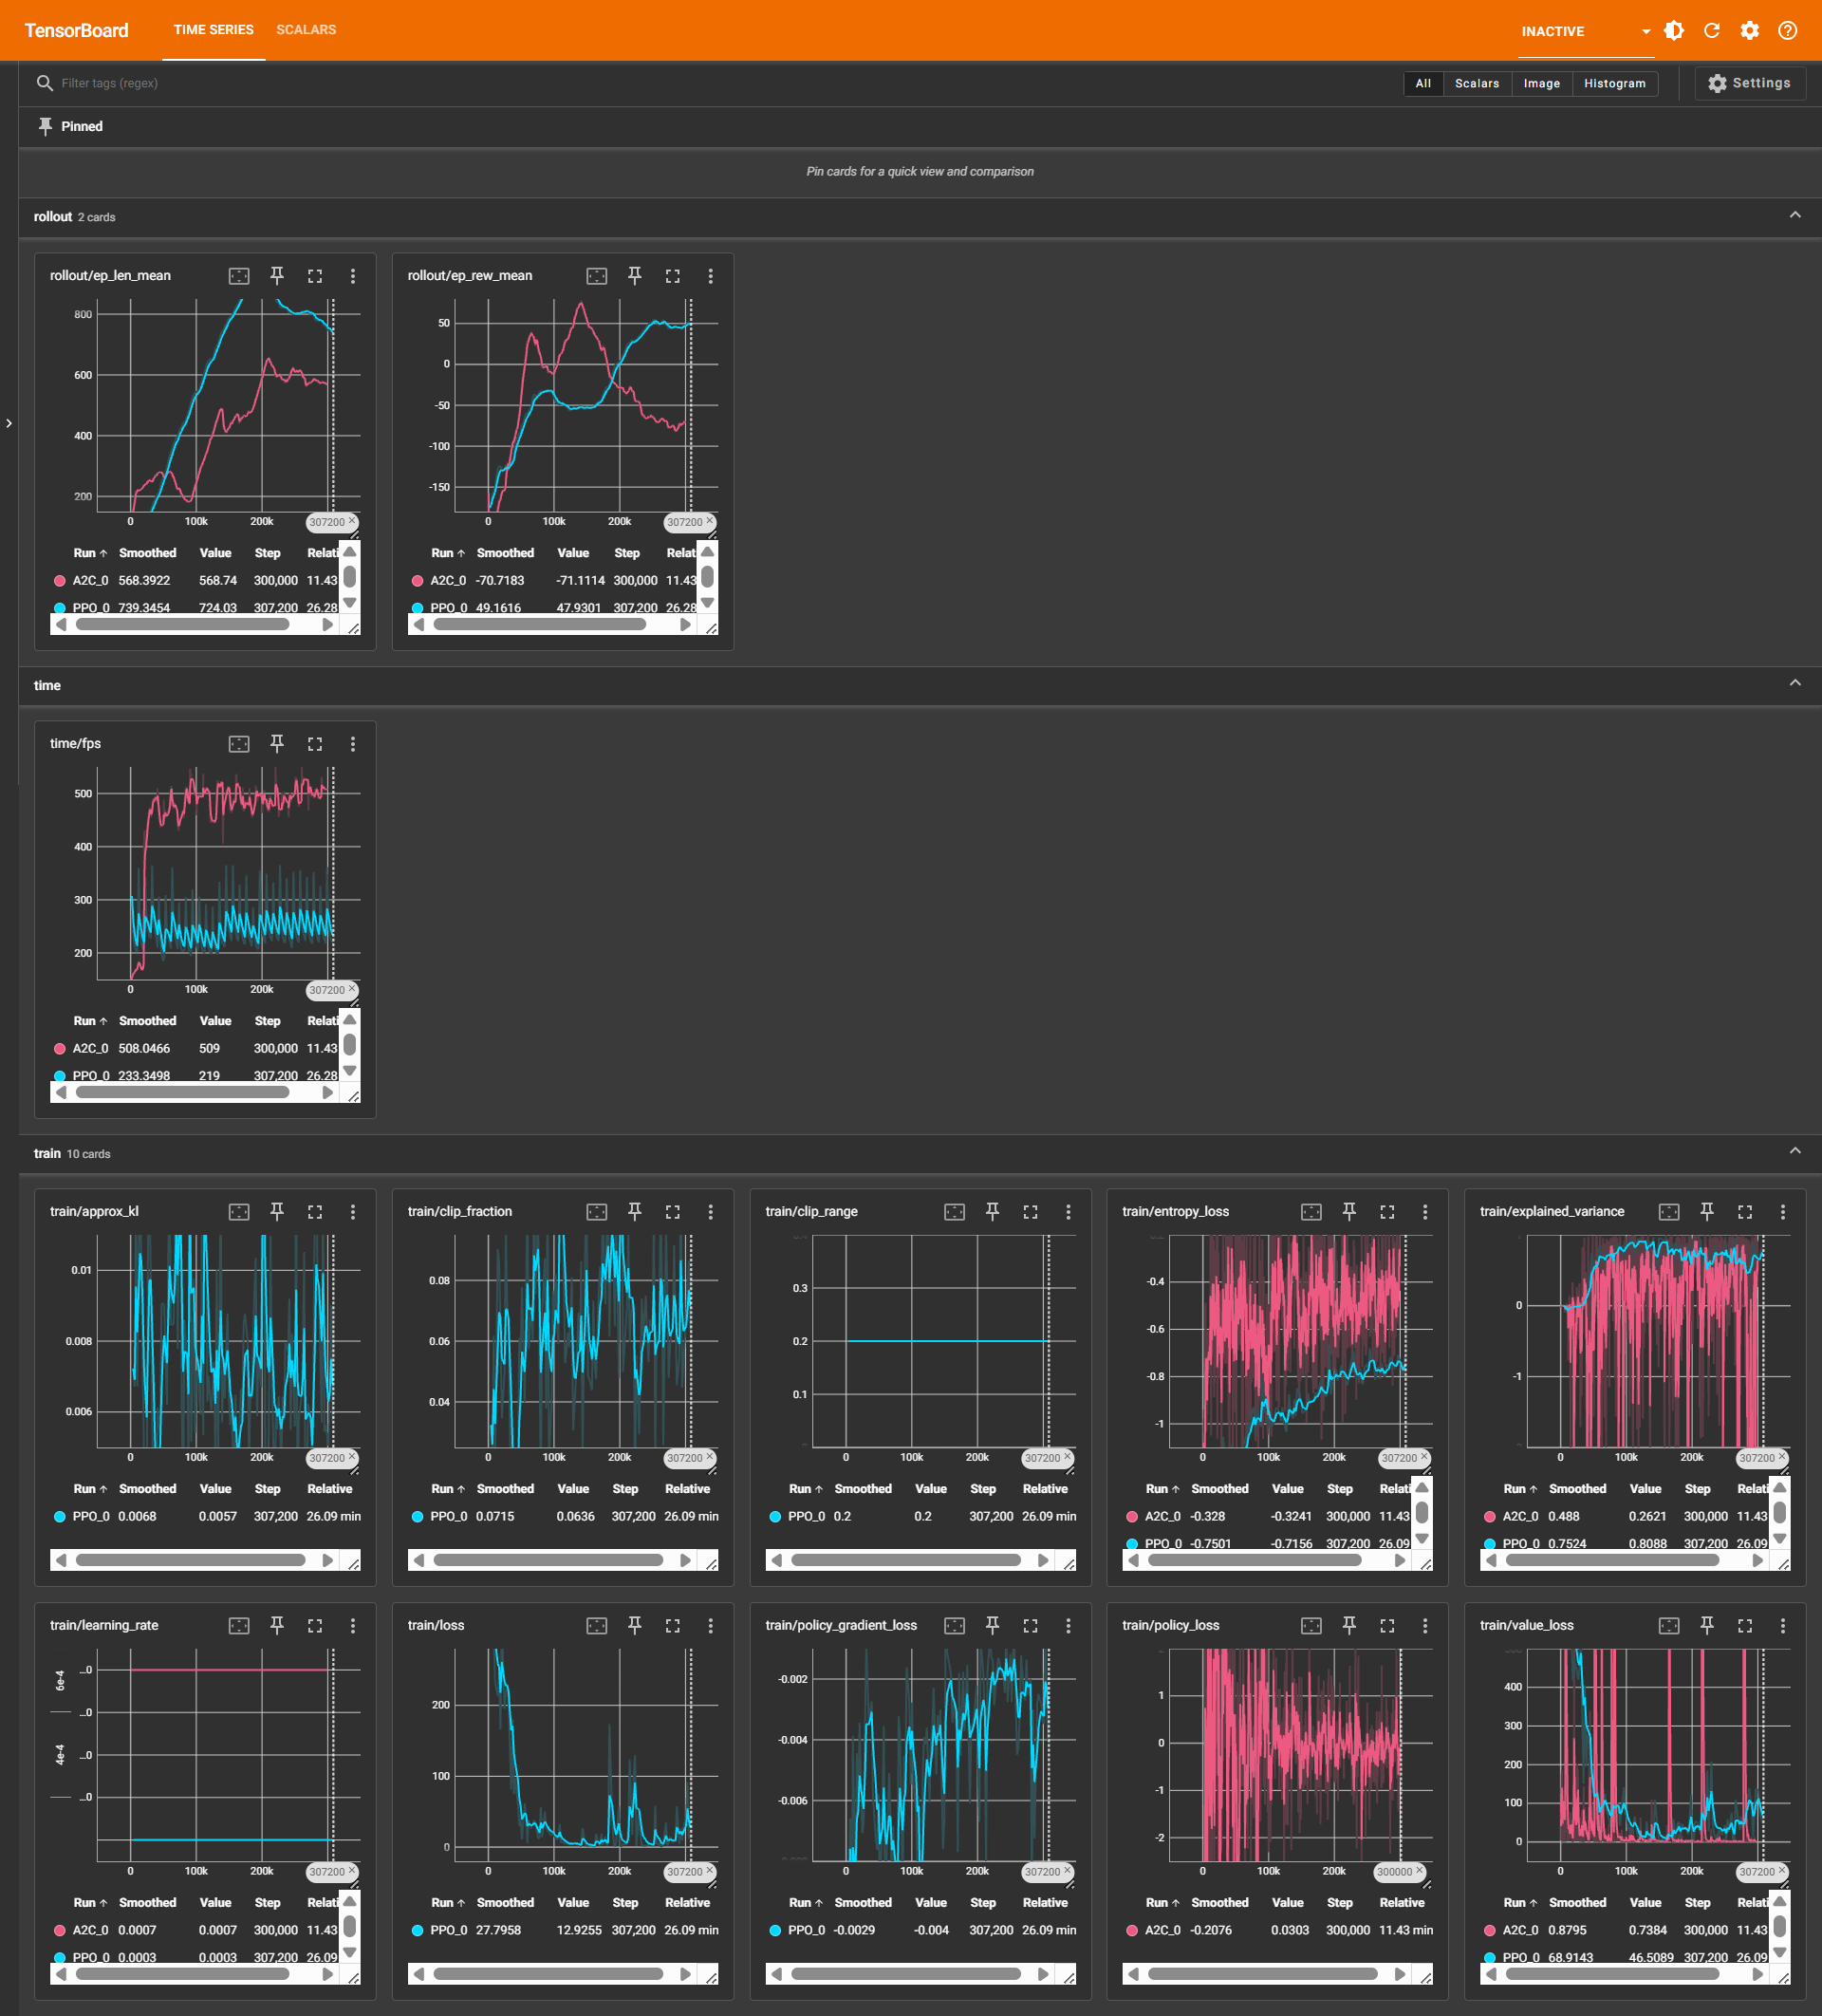 TensorBoard TIME SERIES SCALARS INACTIVE
Filter tags (regex) All Scalars Image Histogram Settings
Pinned
Pin cards for a quick view and comparison
rollout 2 cards
rollout/ep_len_mean
800
600
400
200
0 100k 200k 307200
Run Smoothed Value Step Relati
A2C_0 568.3922 568.74 300,000 11.43
PPO_0 739.3454 724.03 307,200 26.28
rollout/ep_rew_mean
50
0
-50
-100
-150
0 100k 200k 307200
Run Smoothed Value Step Relat
A2C_0 -70.7183 -71.1114 300,000 11.43
PPO_0 49.1616 47.9301 307,200 26.28
time
time/fps
500
400
300
200
0 100k 200k 307200
Run Smoothed Value Step Relati
A2C_0 508.0466 509 300,000 11.43
PPO_0 233.3498 219 307,200 26.28
train 10 cards
train/approx_kl
0.01
0.008
0.006
0 100k 200k 307200
Run Smoothed Value Step Relative
PPO_0 0.0068 0.0057 307,200 26.09 min
train/clip_fraction
0.08
0.06
0.04
0 100k 200k 307200
Run Smoothed Value Step Relative
PPO_0 0.0715 0.0636 307,200 26.09 min
train/clip_range
0.3
0.2
0.1
0 100k 200k 307200
Run Smoothed Value Step Relative
PPO_0 0.2 0.2 307,200 26.09 min
train/entropy_loss
-0.4
-0.6
-0.8
-1
0 100k 200k 307200
Run Smoothed Value Step Relati
A2C_0 -0.328 -0.3241 300,000 11.43
PPO_0 -0.7501 -0.7156 307,200 26.09
train/explained_variance
0
-1
0 100k 200k 307200
Run Smoothed Value Step Relati
A2C_0 0.488 0.2621 300,000 11.43
PPO_0 0.7524 0.8088 307,200 26.09
train/learning_rate
6e-4
4e-4
...0
...0
...0
...0
0 100k 200k 307200
Run Smoothed Value Step Relati
A2C_0 0.0007 0.0007 300,000 11.43
PPO_0 0.0003 0.0003 307,200 26.09
train/loss
200
100
0
0 100k 200k 307200
Run Smoothed Value Step Relative
PPO_0 27.7958 12.9255 307,200 26.09 min
train/policy_gradient_loss
-0.002
-0.004
-0.006
0 100k 200k 307200
Run Smoothed Value Step Relative
PPO_0 -0.0029 -0.004 307,200 26.09 min
train/policy_loss
1
0
-1
-2
0 100k 200k 300000
Run Smoothed Value Step Relative
A2C_0 -0.2076 0.0303 300,000 11.43 min
train/value_loss
400
300
200
100
0
0 100k 200k 307200
Run Smoothed Value Step Relati
A2C_0 0.8795 0.7384 300,000 11.43
PPO_0 68.9143 46.5089 307,200 26.09